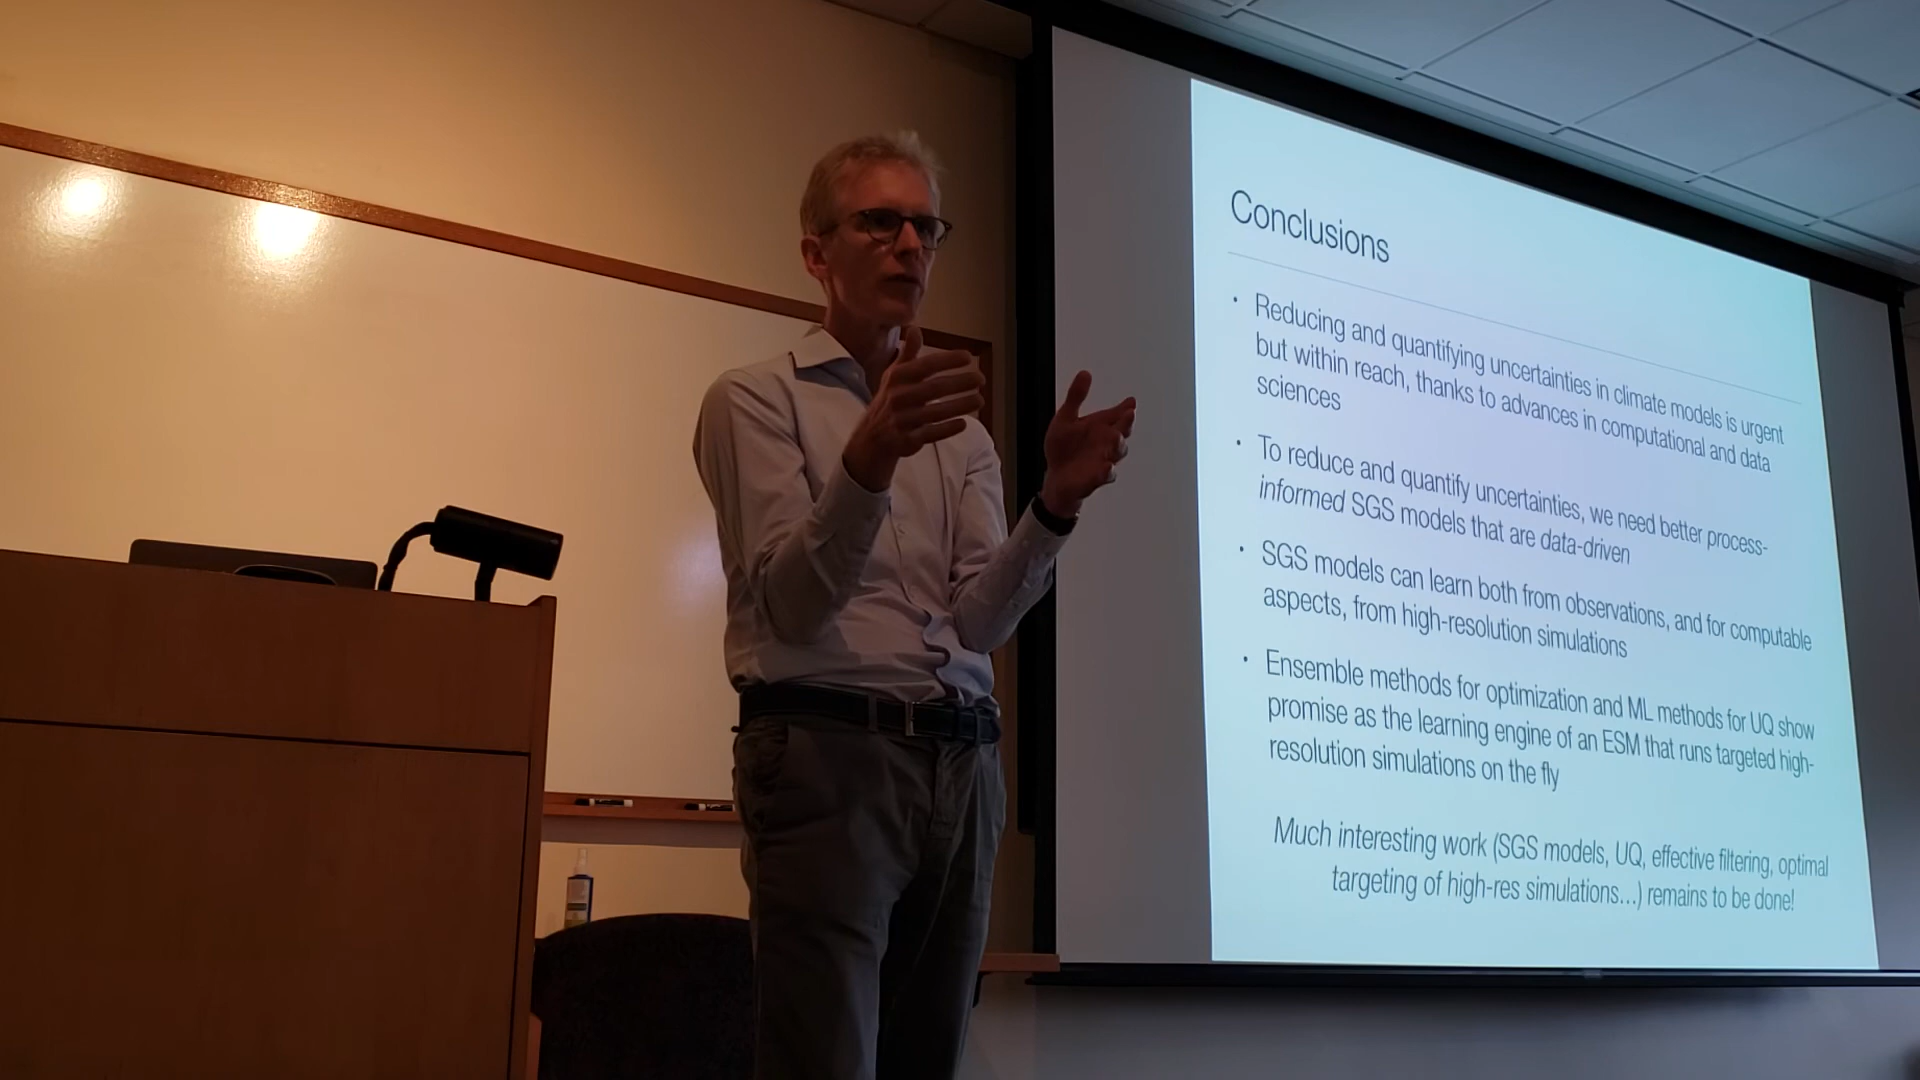 Conclusions
• Reducing and quantifying uncertainties in climate models is urgent
but within reach, thanks to advances in computational and data
sciences
• To reduce and quantify uncertainties, we need better process-
informed SGS models that are data-driven
• SGS models can learn both from observations, and for computable
aspects, from high-resolution simulations
• Ensemble methods for optimization and ML methods for UQ show
promise as the learning engine of an ESM that runs targeted high-
resolution simulations on the fly
Much interesting work (SGS models, UQ, effective filtering, optimal
targeting of high-res simulations...) remains to be done!